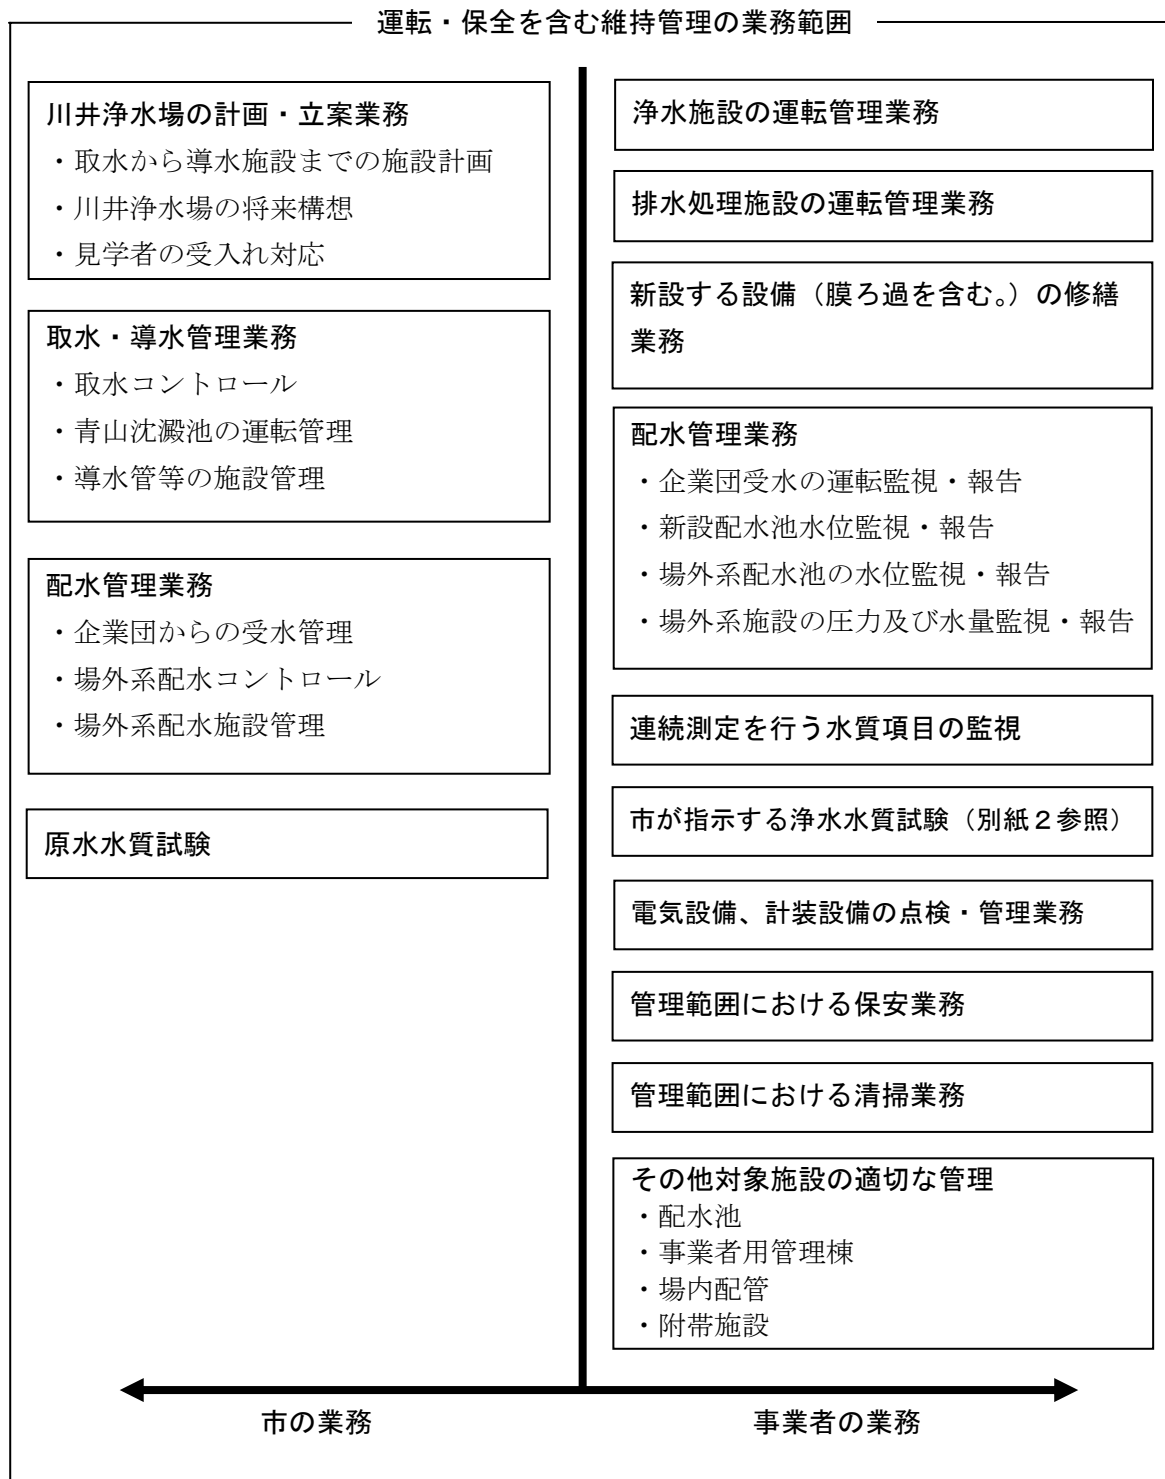 運転・保全を含む維持管理の業務範囲
川井浄水場の計画・立案業務
・取水から導水施設までの施設計画
・川井浄水場の将来構想
・見学者の受入れ対応
取水・導水管理業務
・取水コントロール
・青山沈澱池の運転管理
・導水管等の施設管理
配水管理業務
・企業団からの受水管理
・場外系配水コントロール
・場外系配水施設管理
原水水質試験
浄水施設の運転管理業務
排水処理施設の運転管理業務
新設する設備（膜ろ過を含む。）の修繕
業務
配水管理業務
・企業団受水の運転監視・報告
・新設配水池水位監視・報告
・場外系配水池の水位監視・報告
・場外系施設の圧力及び水量監視・報告
連続測定を行う水質項目の監視
市が指示する浄水水質試験（別紙２参照）
電気設備、計装設備の点検・管理業務
管理範囲における保安業務
管理範囲における清掃業務
その他対象施設の適切な管理
・配水池
・事業者用管理棟
・場内配管
・附帯施設
市の業務
事業者の業務